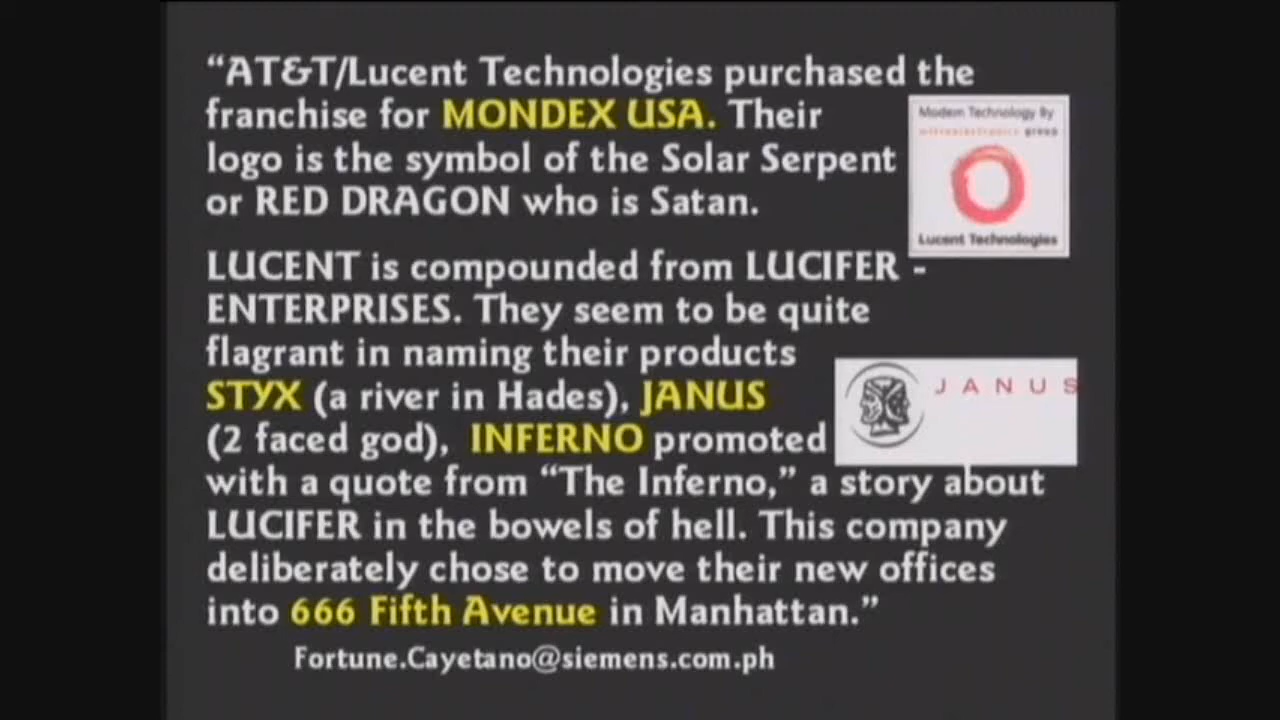 “AT&T/Lucent Technologies purchased the
franchise for MONDEX USA. Their
logo is the symbol of the Solar Serpent
or RED DRAGON who is Satan.
Modern Technology By
microelectronics group
Lucent Technologies
LUCENT is compounded from LUCIFER -
ENTERPRISES. They seem to be quite
flagrant in naming their products
STYX (a river in Hades), JANUS
(2 faced god), INFERNO promoted
JANUS
with a quote from “The Inferno,” a story about
LUCIFER in the bowels of hell. This company
deliberately chose to move their new offices
into 666 Fifth Avenue in Manhattan.”
Fortune.Cayetano@siemens.com.ph